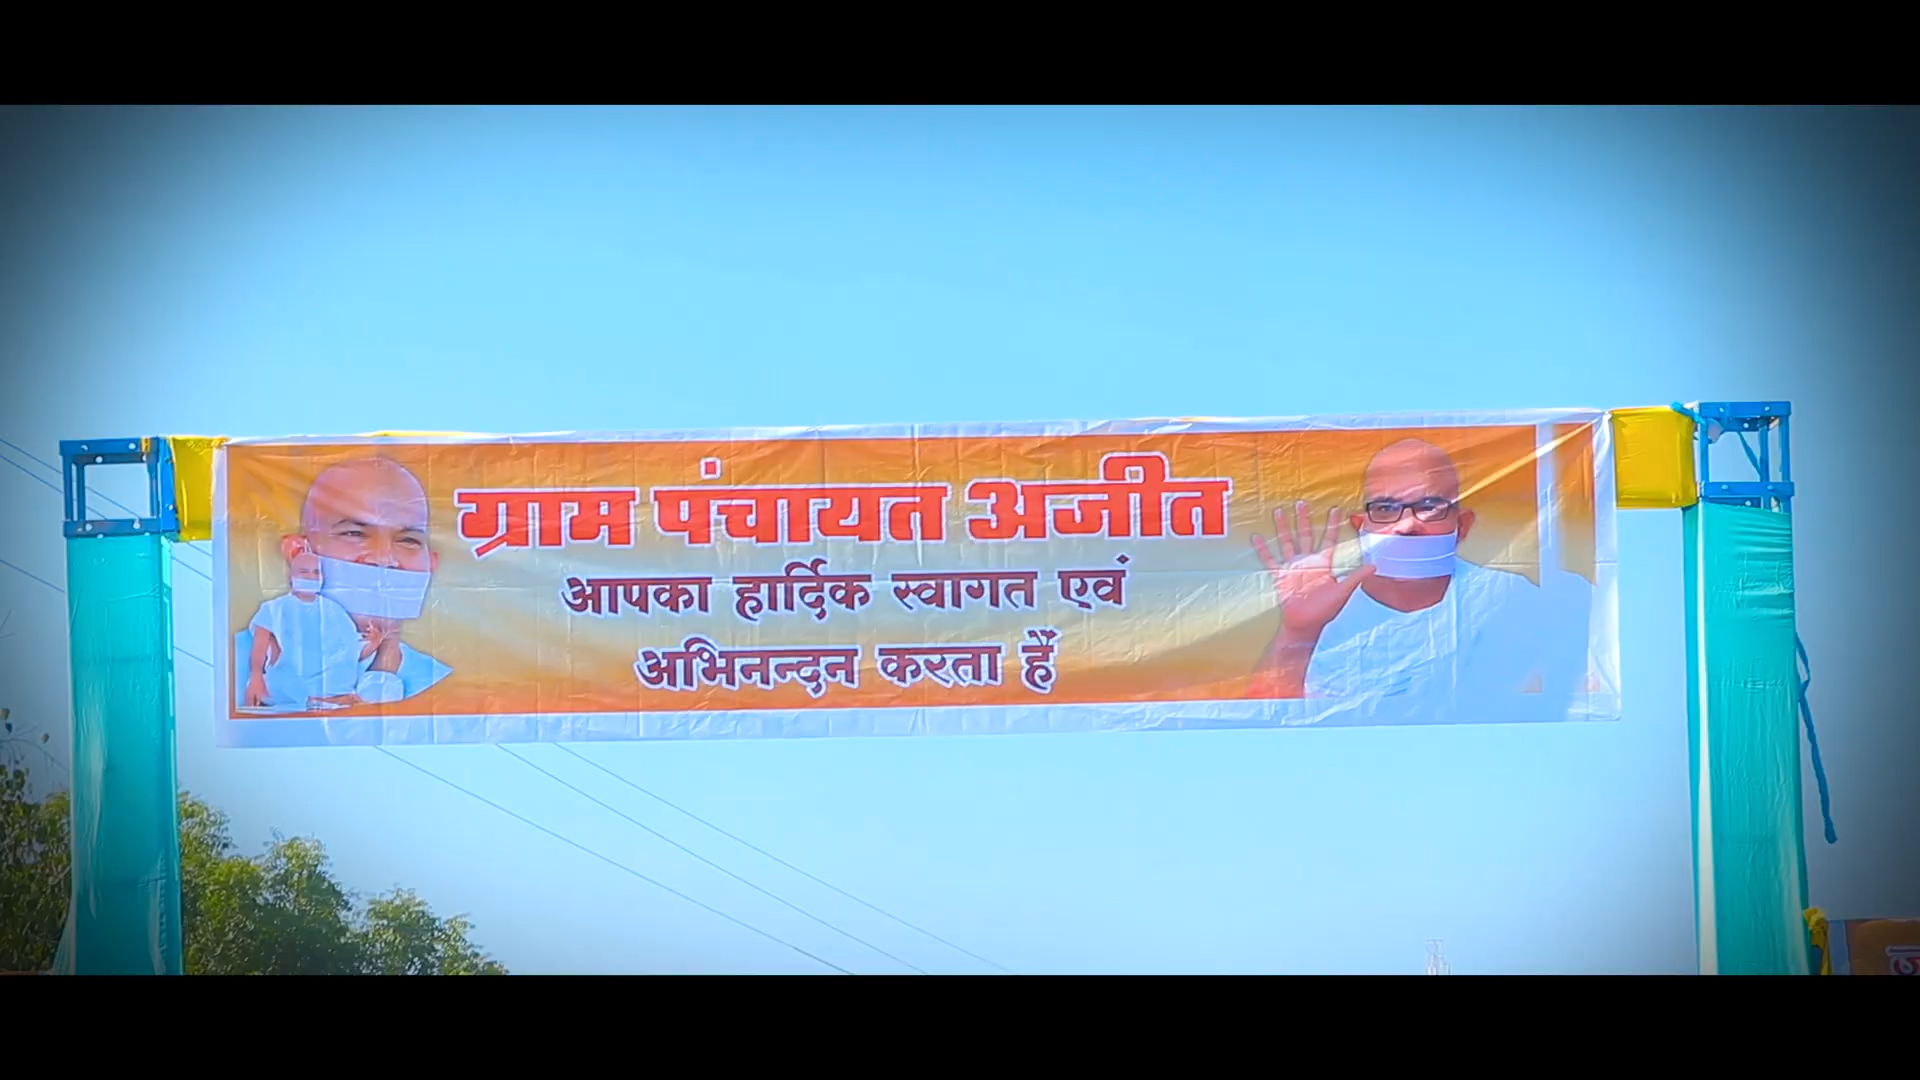 ग्राम पंचायत अजीत
आपका हार्दिक स्वागत एवं
अभिनन्दन करता हैं